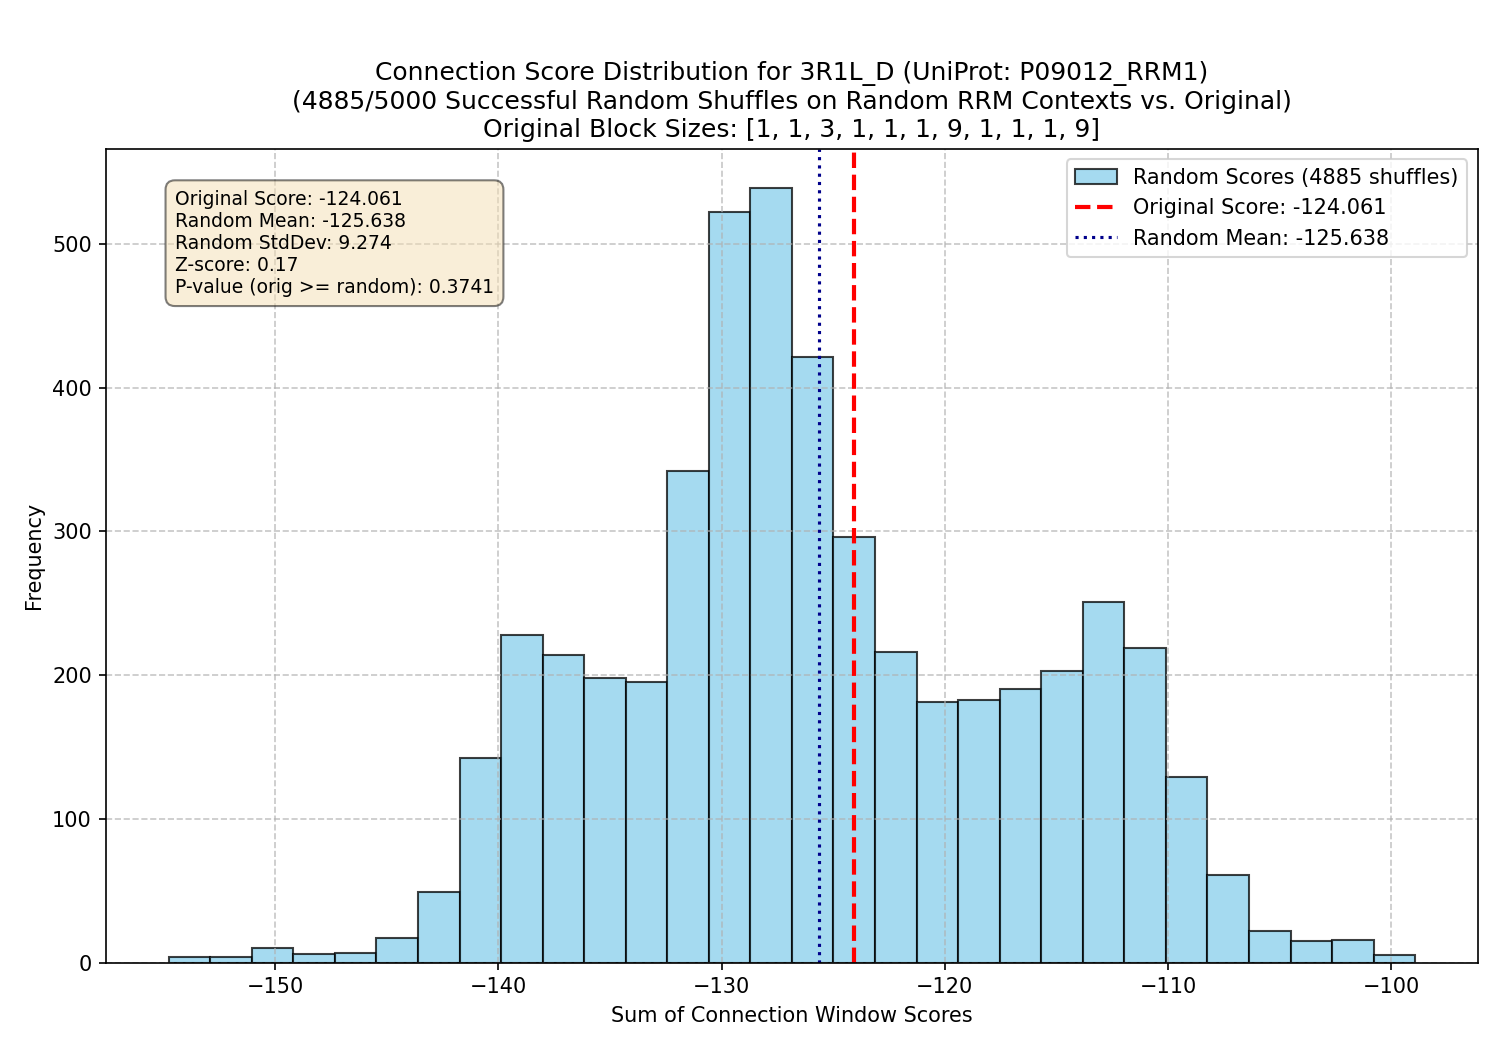 Connection Score Distribution for 3R1L_D (UniProt: P09012_RRM1)
(4885/5000 Successful Random Shuffles on Random RRM Contexts vs. Original)
Original Block Sizes: [1, 1, 3, 1, 1, 1, 9, 1, 1, 1, 9]
Original Score: -124.061
Random Mean: -125.638
Random StdDev: 9.274
Z-score: 0.17
P-value (orig >= random): 0.3741
Random Scores (4885 shuffles)
Original Score: -124.061
Random Mean: -125.638
Frequency
500
400
300
200
100
0
−150
−140
−130
−120
−110
−100
Sum of Connection Window Scores